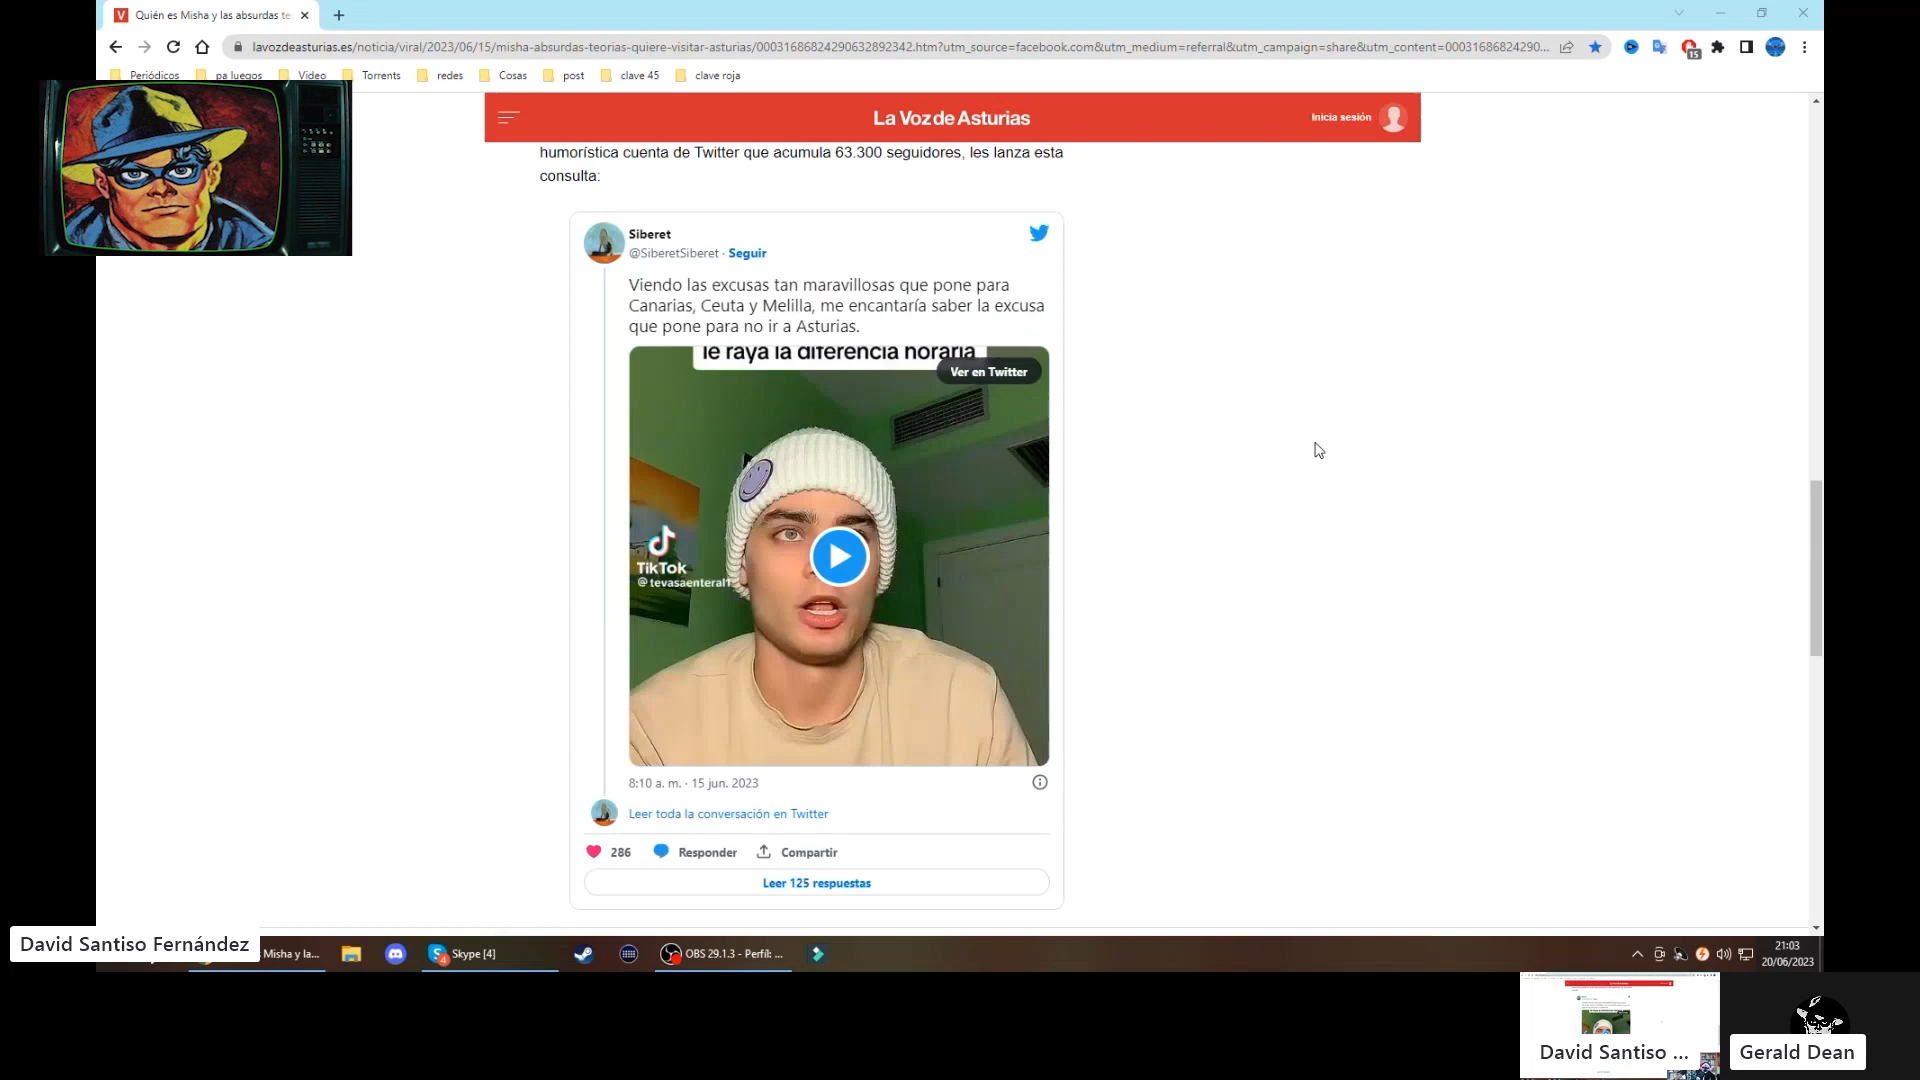 Quién es Misha y las absurdas te
lavozdeasturias.es/noticia/viral/2023/06/15/misha-absurdas-teorias-quiere-visitar-asturias/00031686824290632892342.htm?utm_source=facebook.com&utm_medium=referral&utm_campaign=share&utm_content=00031686824290...
15
Periódicos
pa luegos
Video
Torrents
redes
Cosas
post
clave 45
clave roja
La Voz de Asturias
Inicia sesión
humorística cuenta de Twitter que acumula 63.300 seguidores, les lanza esta
consulta:
Siberet
@SiberetSiberet · Seguir
Viendo las excusas tan maravillosas que pone para
Canarias, Ceuta y Melilla, me encantaría saber la excusa
que pone para no ir a Asturias.
le raya la diferencia horaria
Ver en Twitter
TikTok
@tevasaenteral1
8:10 a. m. · 15 jun. 2023
Leer toda la conversación en Twitter
286
Responder
Compartir
Leer 125 respuestas
David Santiso Fernández
Misha y la...
4
Skype [4]
OBS 29.1.3 - Perfil: ...
21:03
20/06/2023
David Santiso ...
Gerald Dean